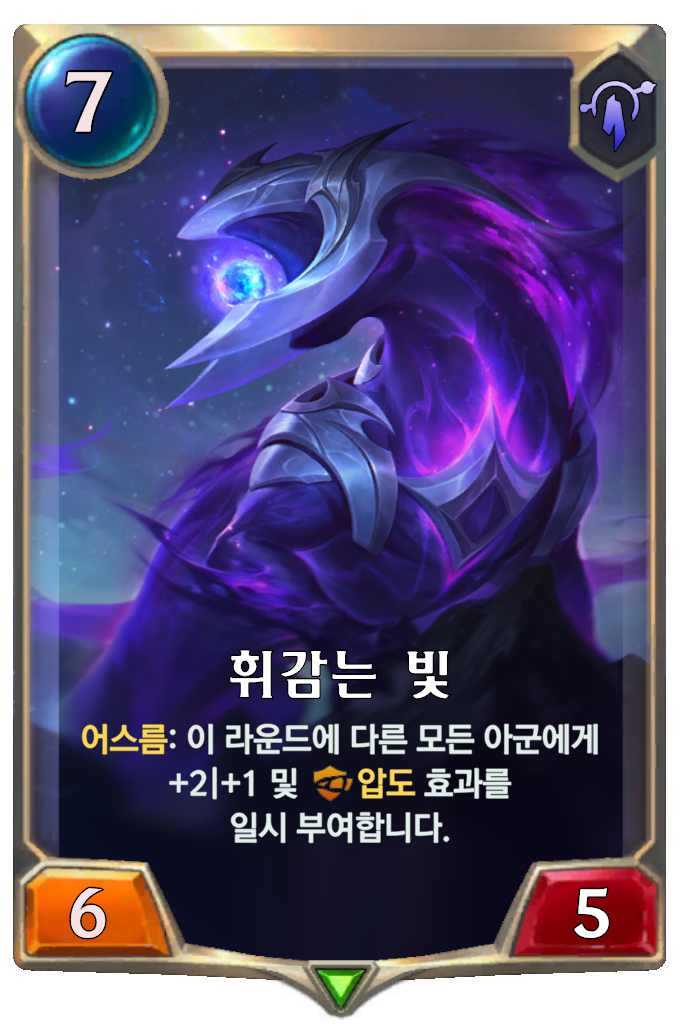 7
휘감는 빛
어스름: 이 라운드에 다른 모든 아군에게
+2|+1 및 압도 효과를
일시 부여합니다.
6
5